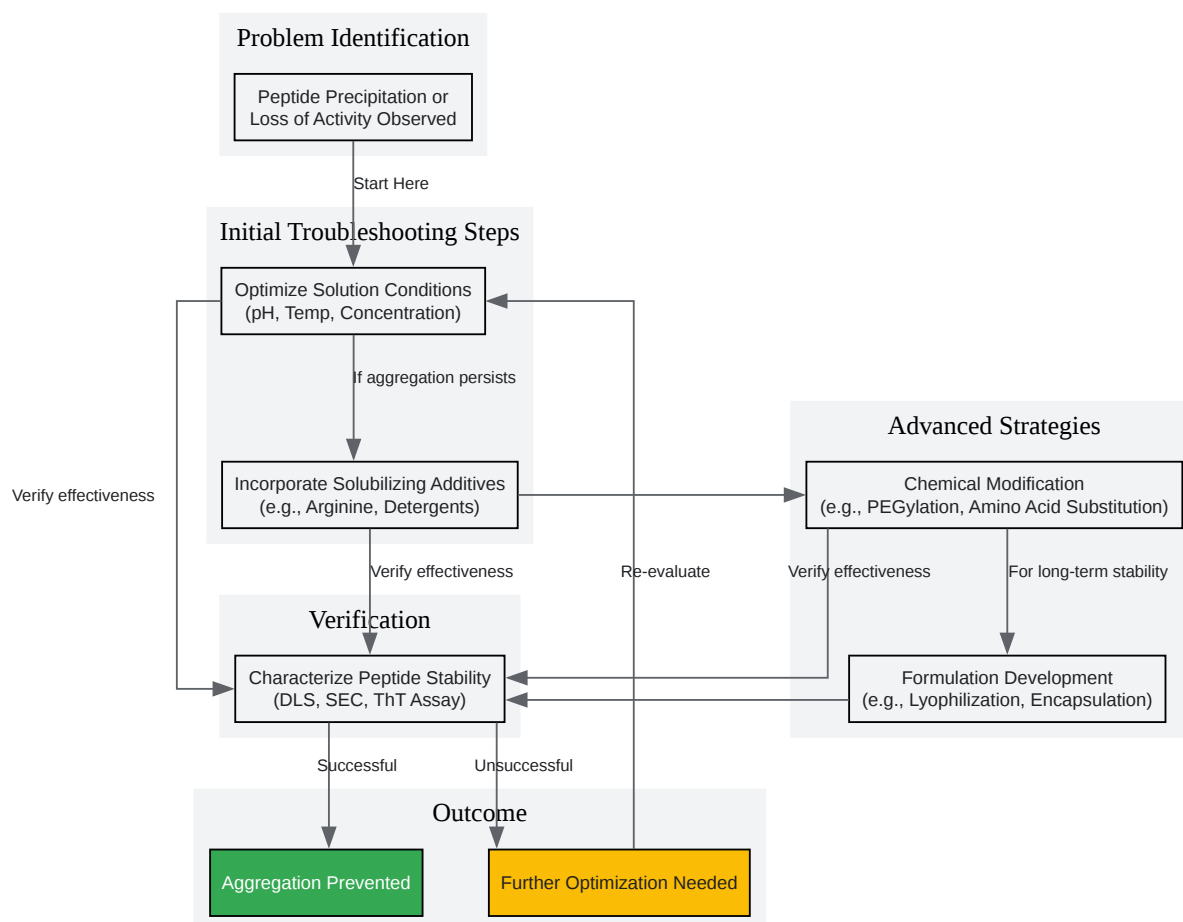 Problem Identification
Peptide Precipitation or
Loss of Activity Observed
Start Here
Initial Troubleshooting Steps
Optimize Solution Conditions
(pH, Temp, Concentration)
If aggregation persists
Advanced Strategies
Incorporate Solubilizing Additives
(e.g., Arginine, Detergents)
Chemical Modification
(e.g., PEGylation, Amino Acid Substitution)
Verify effectiveness
Verify effectiveness
Re-evaluate
Verify effectiveness
For long-term stability
Verification
Characterize Peptide Stability
(DLS, SEC, ThT Assay)
Formulation Development
(e.g., Lyophilization, Encapsulation)
Successful
Unsuccessful
Outcome
Aggregation Prevented
Further Optimization Needed